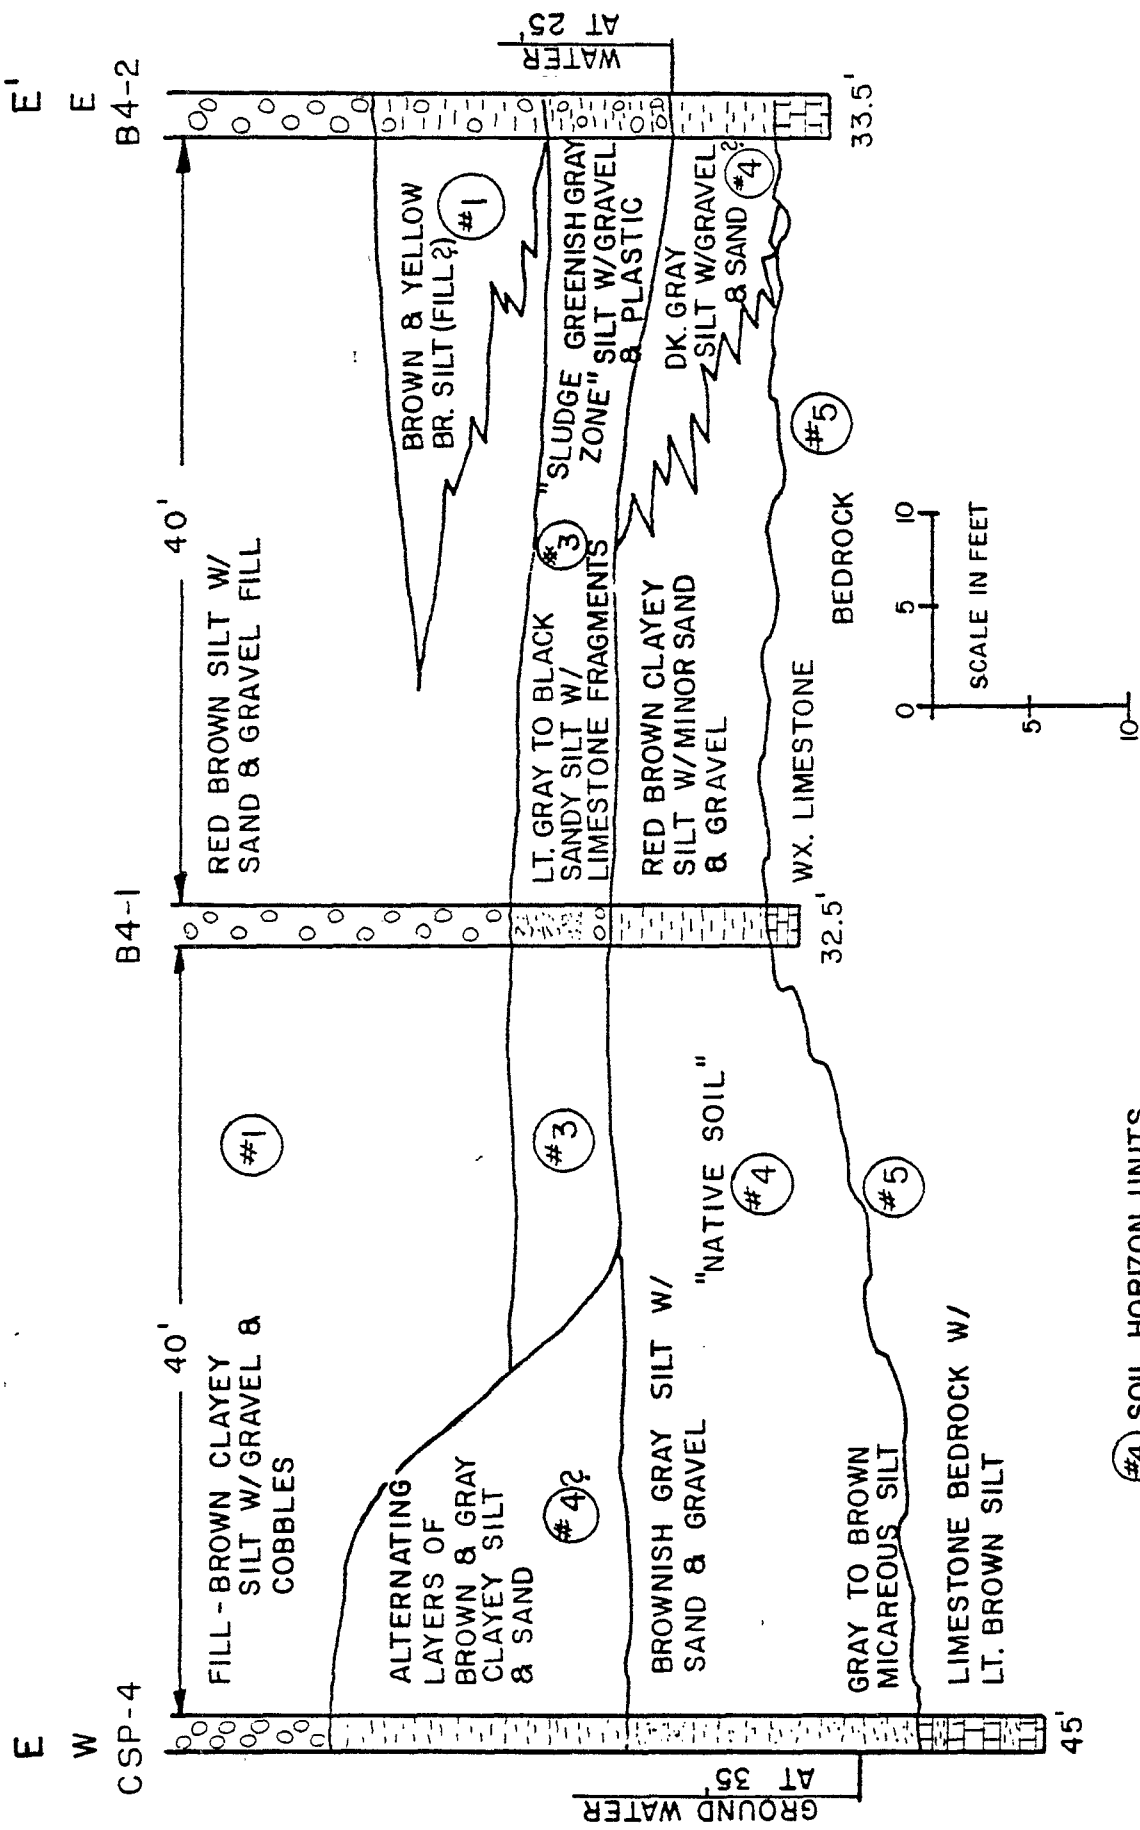 E
W
CSP-4
B4-1
E'
E
B4-2
40'
40'
FILL-BROWN CLAYEY
SILT W/GRAVEL &
COBBLES
#1
RED BROWN SILT W/
SAND & GRAVEL FILL
BROWN & YELLOW
BR. SILT (FILL?)
#1
ALTERNATING
LAYERS OF
BROWN & GRAY
CLAYEY SILT
& SAND
#4?
#3
LT. GRAY TO BLACK
SANDY SILT W/
LIMESTONE FRAGMENTS
#3
"SLUDGE
ZONE"
GREENISH GRAY
SILT W/GRAVEL
& PLASTIC
DK. GRAY
SILT W/GRAVEL
& SAND
#4
?
BROWNISH GRAY SILT W/
SAND & GRAVEL
"NATIVE SOIL"
#4
RED BROWN CLAYEY
SILT W/MINOR SAND
& GRAVEL
GRAY TO BROWN
MICAREOUS SILT
#5
WX. LIMESTONE
BEDROCK
#5
LIMESTONE BEDROCK W/
LT. BROWN SILT
GROUND WATER
AT 35'
WATER
AT 25'
45'
32.5'
33.5'
0
5
10
SCALE IN FEET
5
10
#4 SOIL HORIZON UNITS